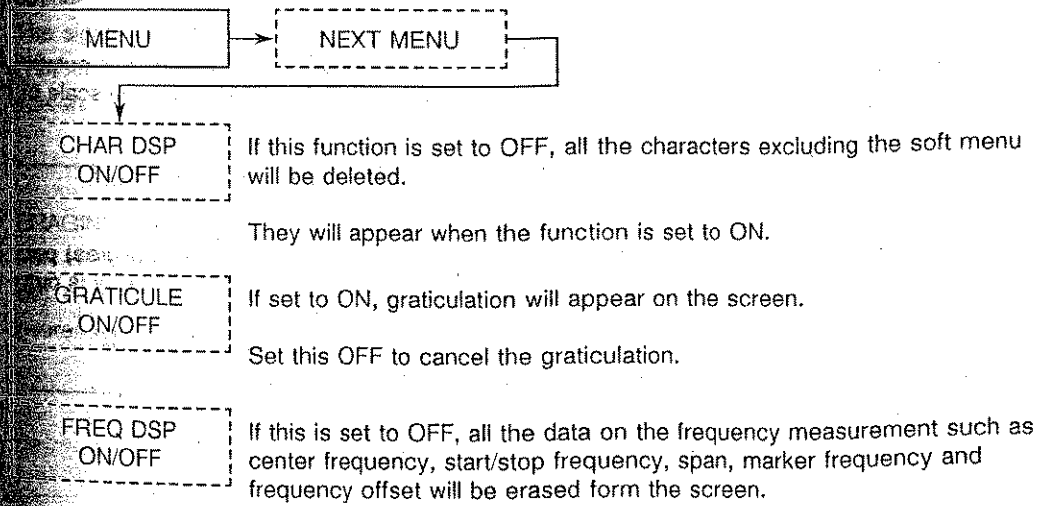 MENU
NEXT MENU
CHAR DSP
ON/OFF
If this function is set to OFF, all the characters excluding the soft menu
will be deleted.
They will appear when the function is set to ON.
GRATICULE
ON/OFF
If set to ON, graticulation will appear on the screen.
Set this OFF to cancel the graticulation.
FREQ DSP
ON/OFF
If this is set to OFF, all the data on the frequency measurement such as
center frequency, start/stop frequency, span, marker frequency and
frequency offset will be erased form the screen.